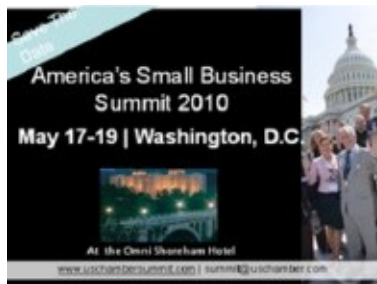 Save The
Date
America's Small Business
Summit 2010
May 17-19 | Washington, D.C.
At the Omni Shoreham Hotel
www.uschambersummit.com | summit@uschamber.com